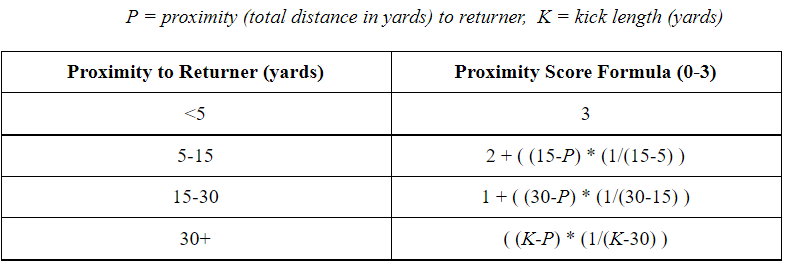 P = proximity (total distance in yards) to returner, K = kick length (yards)
Proximity to Returner (yards) Proximity Score Formula (0-3)
<5 3
5-15 2 + ( (15-P) * (1/(15-5) )
15-30 1 + ( (30-P) * (1/(30-15) )
30+ ( (K-P) * (1/(K-30) )